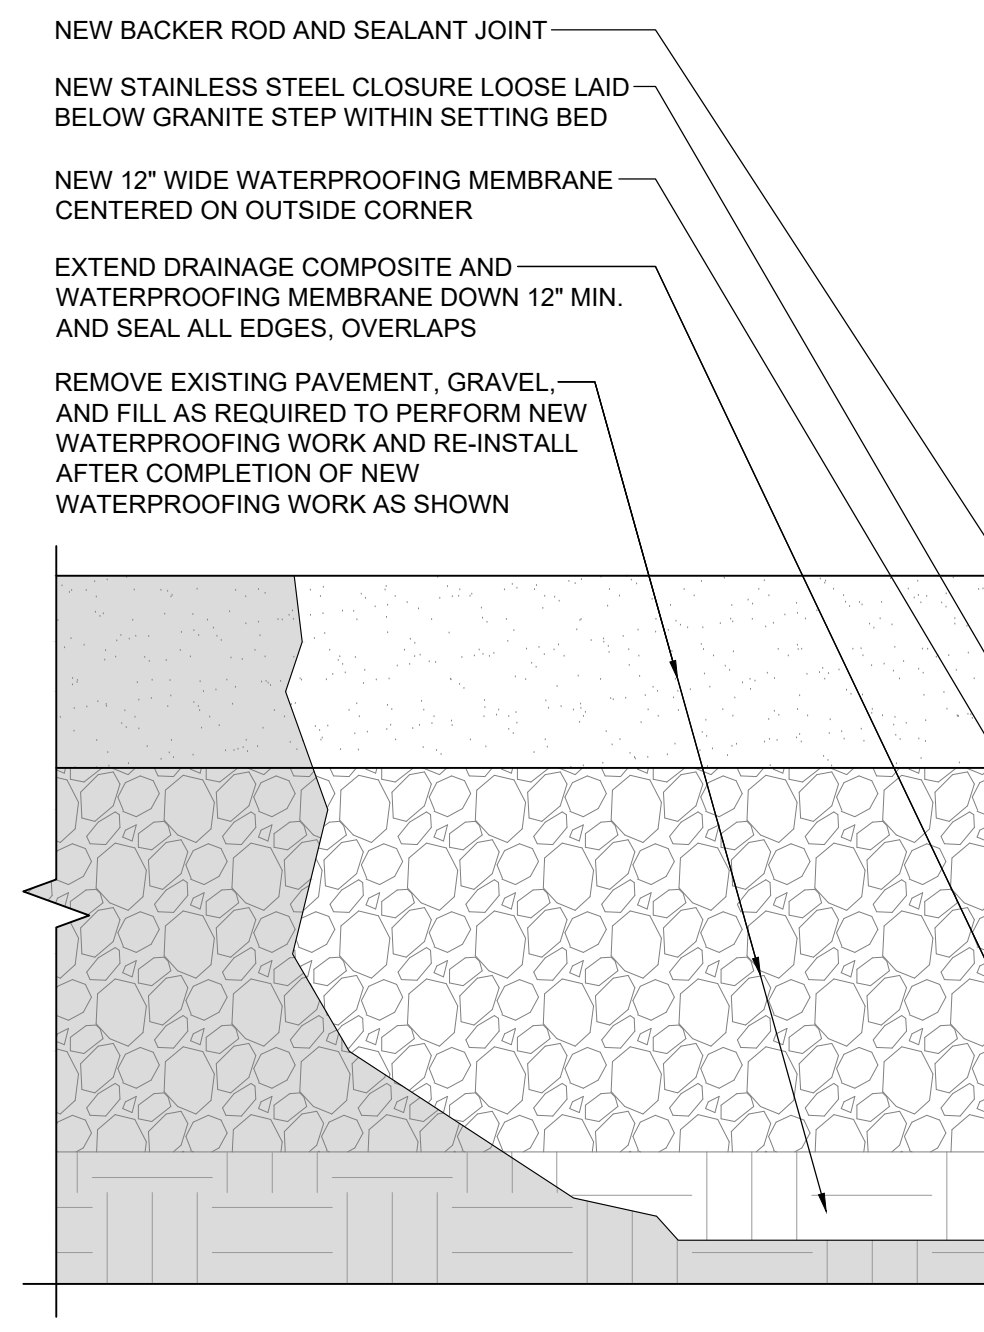 NEW BACKER ROD AND SEALANT JOINT
NEW STAINLESS STEEL CLOSURE LOOSE LAID
BELOW GRANITE STEP WITHIN SETTING BED
NEW 12" WIDE WATERPROOFING MEMBRANE
CENTERED ON OUTSIDE CORNER
EXTEND DRAINAGE COMPOSITE AND
WATERPROOFING MEMBRANE DOWN 12" MIN.
AND SEAL ALL EDGES, OVERLAPS
REMOVE EXISTING PAVEMENT, GRAVEL,
AND FILL AS REQUIRED TO PERFORM NEW
WATERPROOFING WORK AND RE-INSTALL
AFTER COMPLETION OF NEW
WATERPROOFING WORK AS SHOWN